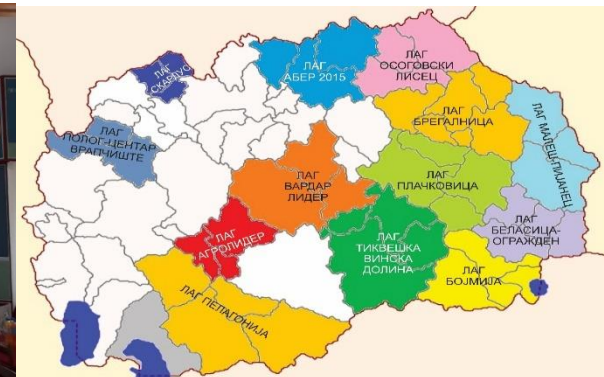 ЛАГ
СКАРДУС
ЛАГ
АБЕР 2015
ЛАГ
ОСОГОВСКИ
ЛИСЕЦ
ЛАГ
БРЕГАЛНИЦА
ЛАГ МАЛЕШ-ПИЈАНЕЦ
ЛАГ
ПОЛОГ-ЦЕНТАР
ВРАПЧИШТЕ
ЛАГ
ВАРДАР
ЛИДЕР
ЛАГ
ПЛАЧКОВИЦА
ЛАГ
БЕЛАСИЦА-
ОГРАЖДЕН
ЛАГ
АГРОЛИДЕР
ЛАГ
ТИКВЕШКА
ВИНСКА
ДОЛИНА
ЛАГ
БОЈМИЈА
ЛАГ ПЕЛАГОНИЈА